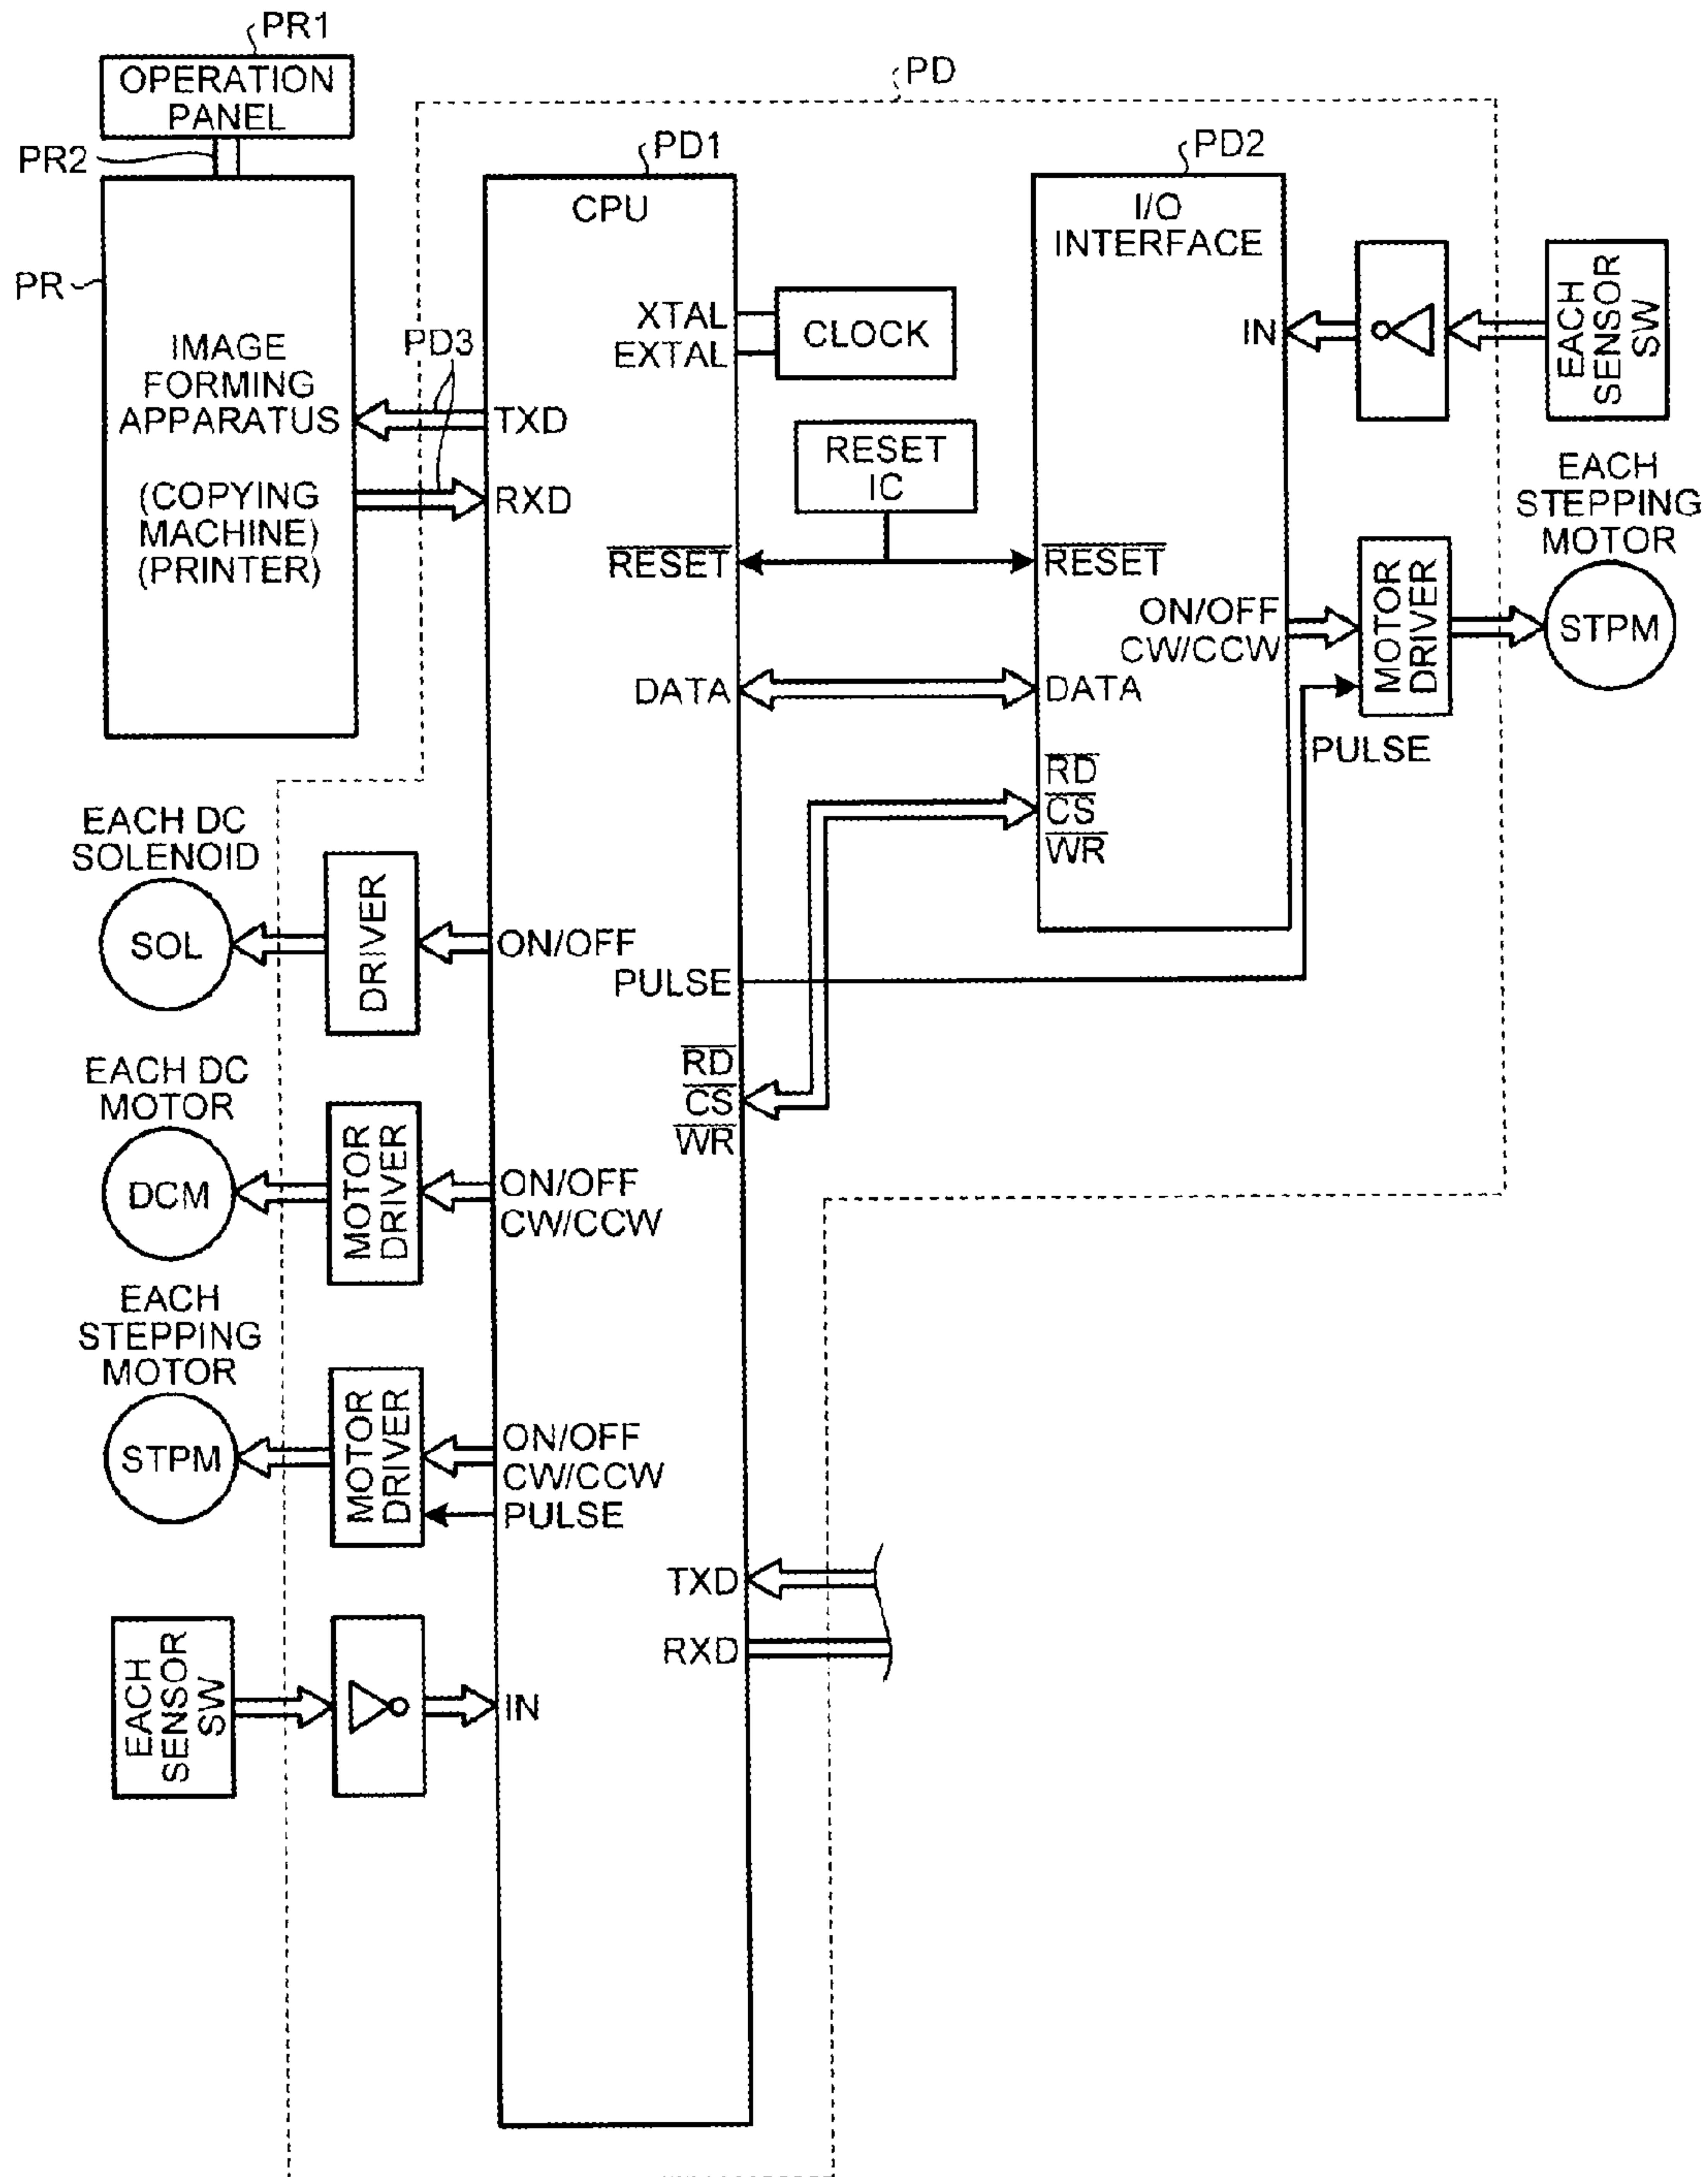 PR1
OPERATION
PANEL
PR2
PR
IMAGE
FORMING
APPARATUS
(COPYING
MACHINE)
(PRINTER)
PD
PD1
CPU
XTAL
EXTAL
CLOCK
PD3
TXD
RXD
RESET
IC
RESET
RESET
DATA
DATA
PD2
I/O
INTERFACE
IN
EACH
SENSOR
SW
EACH
STEPPING
MOTOR
ON/OFF
CW/CCW
MOTOR
DRIVER
STPM
PULSE
RD
CS
WR
EACH DC
SOLENOID
SOL
DRIVER
ON/OFF
PULSE
RD
CS
WR
EACH DC
MOTOR
DCM
MOTOR
DRIVER
ON/OFF
CW/CCW
EACH
STEPPING
MOTOR
STPM
MOTOR
DRIVER
ON/OFF
CW/CCW
PULSE
TXD
RXD
EACH
SENSOR
SW
IN